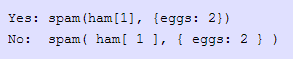 Yes: spam(ham[1], {eggs: 2})
No:  spam( ham[ 1 ], { eggs: 2 } )